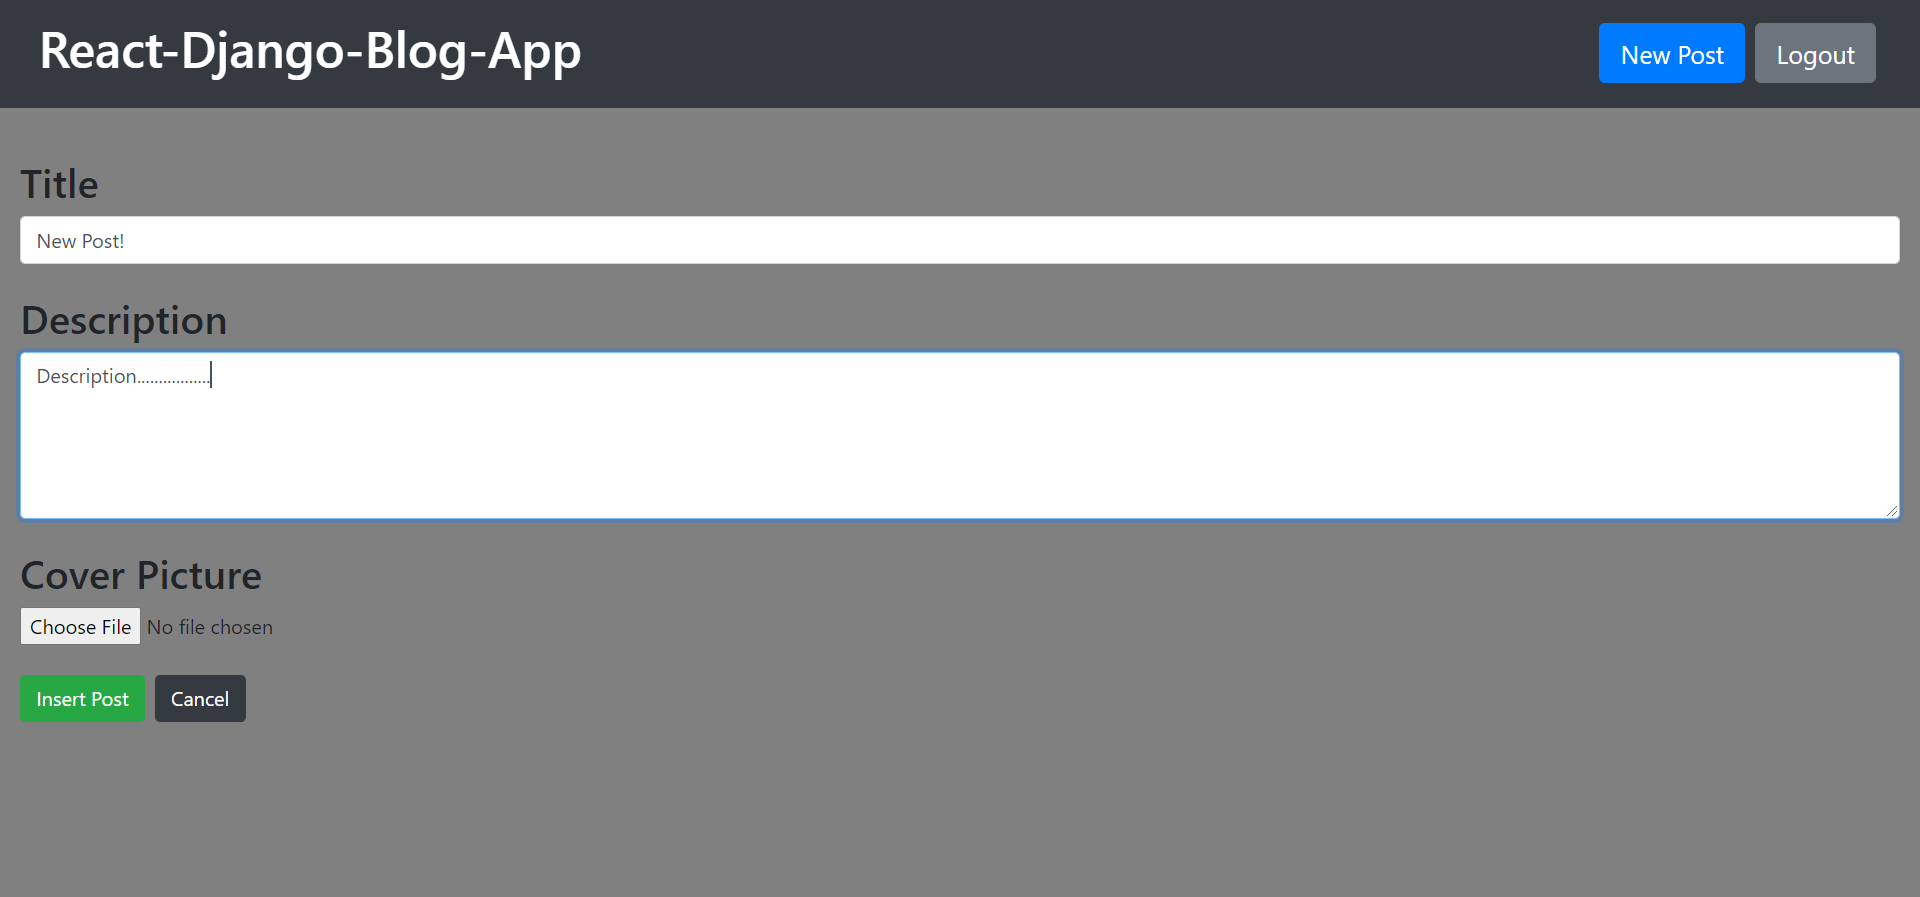 React-Django-Blog-App
New Post Logout
Title
New Post!
Description
Description.................
Cover Picture
Choose File No file chosen
Insert Post Cancel